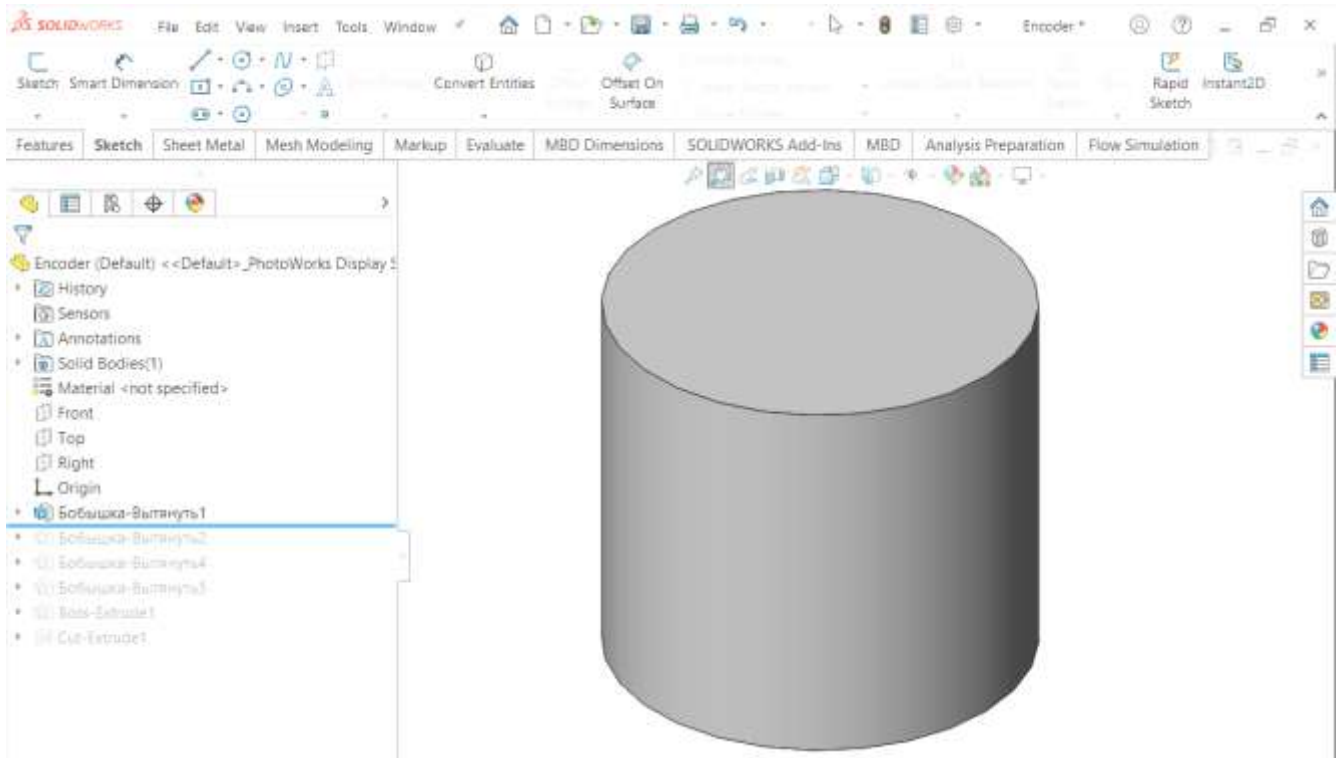 SOLIDWORKS File Edit View Insert Tools Window Encoder *
Sketch Smart Dimension Convert Entities Offset On Surface Rapid Sketch Instant2D
Features Sketch Sheet Metal Mesh Modeling Markup Evaluate MBD Dimensions SOLIDWORKS Add-Ins MBD Analysis Preparation Flow Simulation
Encoder (Default) <<Default>_PhotoWorks Display S
History
Sensors
Annotations
Solid Bodies(1)
Material <not specified>
Front
Top
Right
Origin
Бобышка-Вытянуть1
Бобышка-Вытянуть2
Бобышка-Вытянуть4
Бобышка-Вытянуть3
Boss-Extrude1
Cut-Extrude1